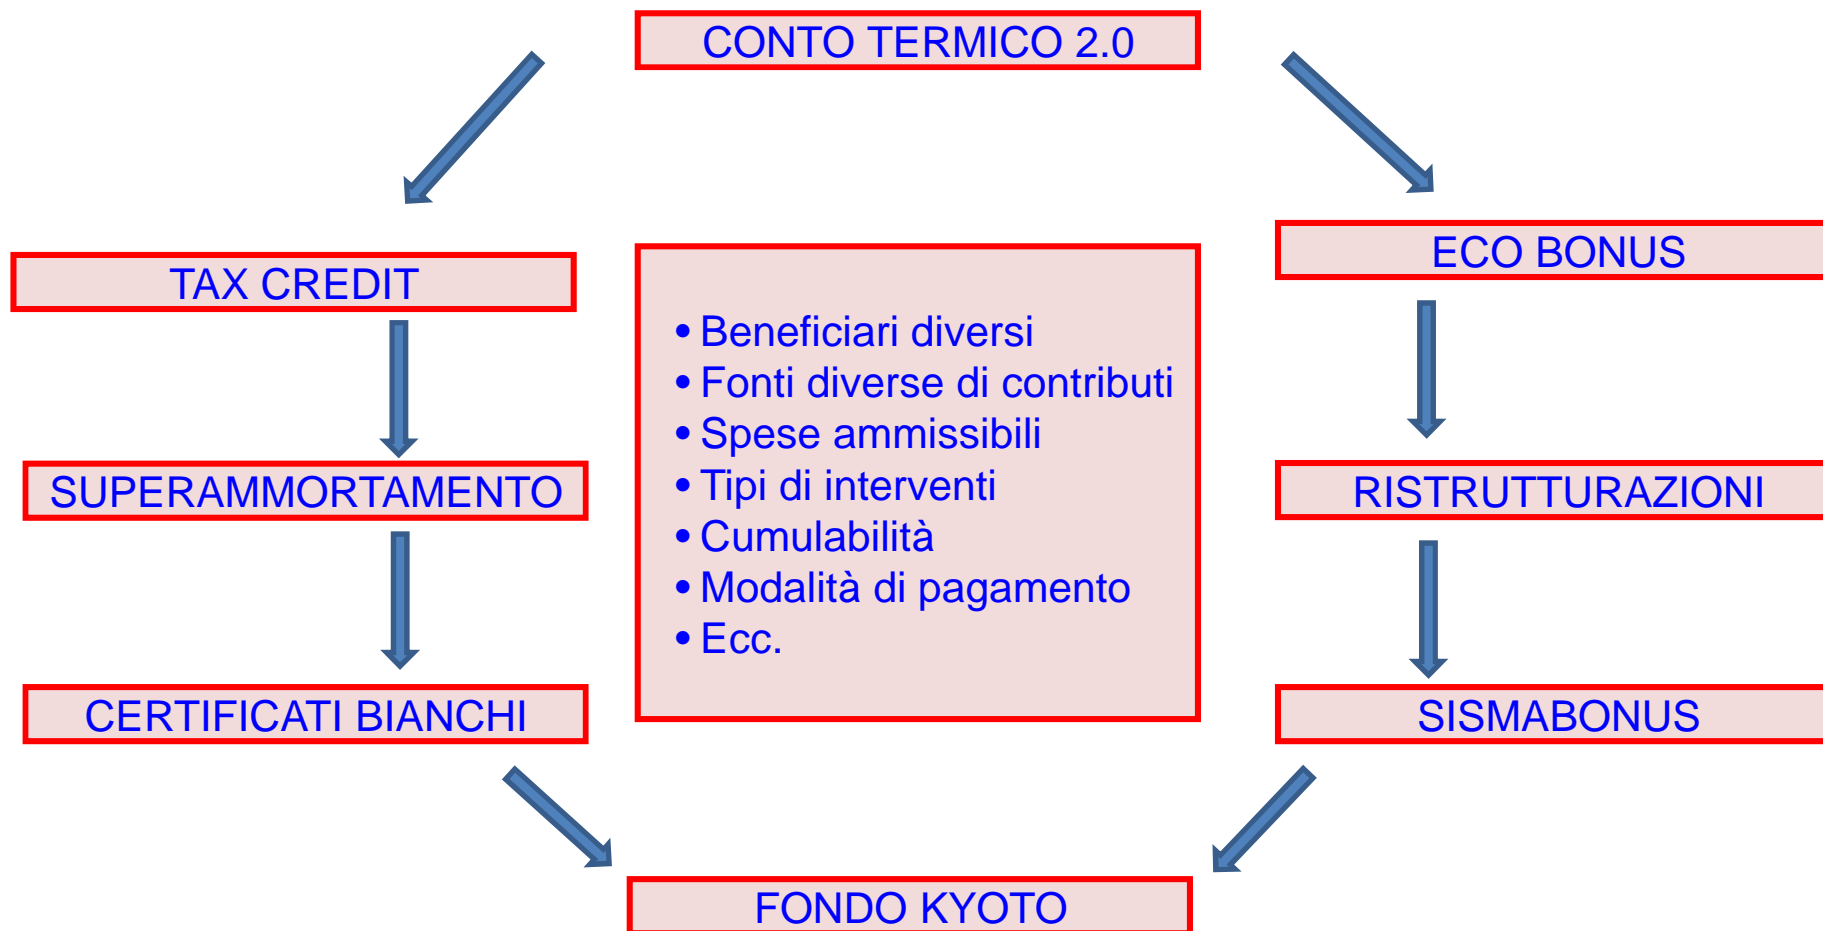 CONTO TERMICO 2.0
TAX CREDIT
ECO BONUS
• Beneficiari diversi
• Fonti diverse di contributi
• Spese ammissibili
• Tipi di interventi
• Cumulabilità
• Modalità di pagamento
• Ecc.
SUPERAMMORTAMENTO
RISTRUTTURAZIONI
CERTIFICATI BIANCHI
SISMABONUS
FONDO KYOTO